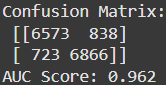 Confusion Matrix:
[[6573  838]
[ 723 6866]]
AUC Score: 0.962